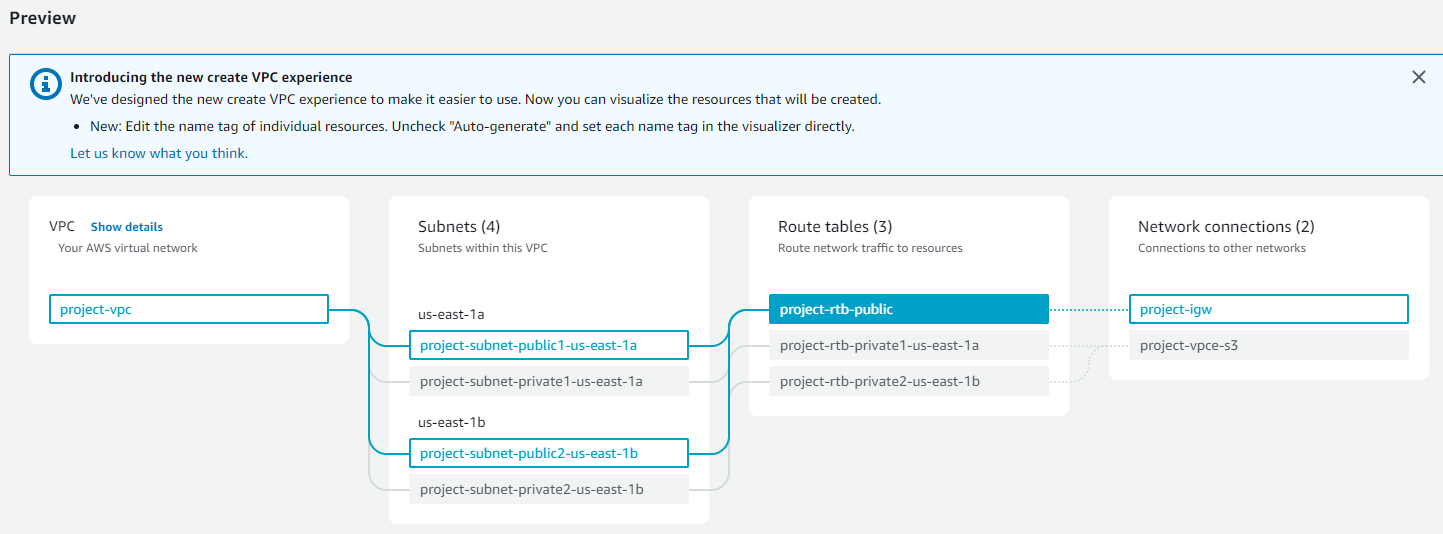 Preview
Introducing the new create VPC experience
We've designed the new create VPC experience to make it easier to use. Now you can visualize the resources that will be created.
• New: Edit the name tag of individual resources. Uncheck "Auto-generate" and set each name tag in the visualizer directly.
Let us know what you think.
VPC Show details
Your AWS virtual network
project-vpc
Subnets (4)
Subnets within this VPC
us-east-1a
project-subnet-public1-us-east-1a
project-subnet-private1-us-east-1a
us-east-1b
project-subnet-public2-us-east-1b
project-subnet-private2-us-east-1b
Route tables (3)
Route network traffic to resources
project-rtb-public
project-rtb-private1-us-east-1a
project-rtb-private2-us-east-1b
Network connections (2)
Connections to other networks
project-igw
project-vpce-s3